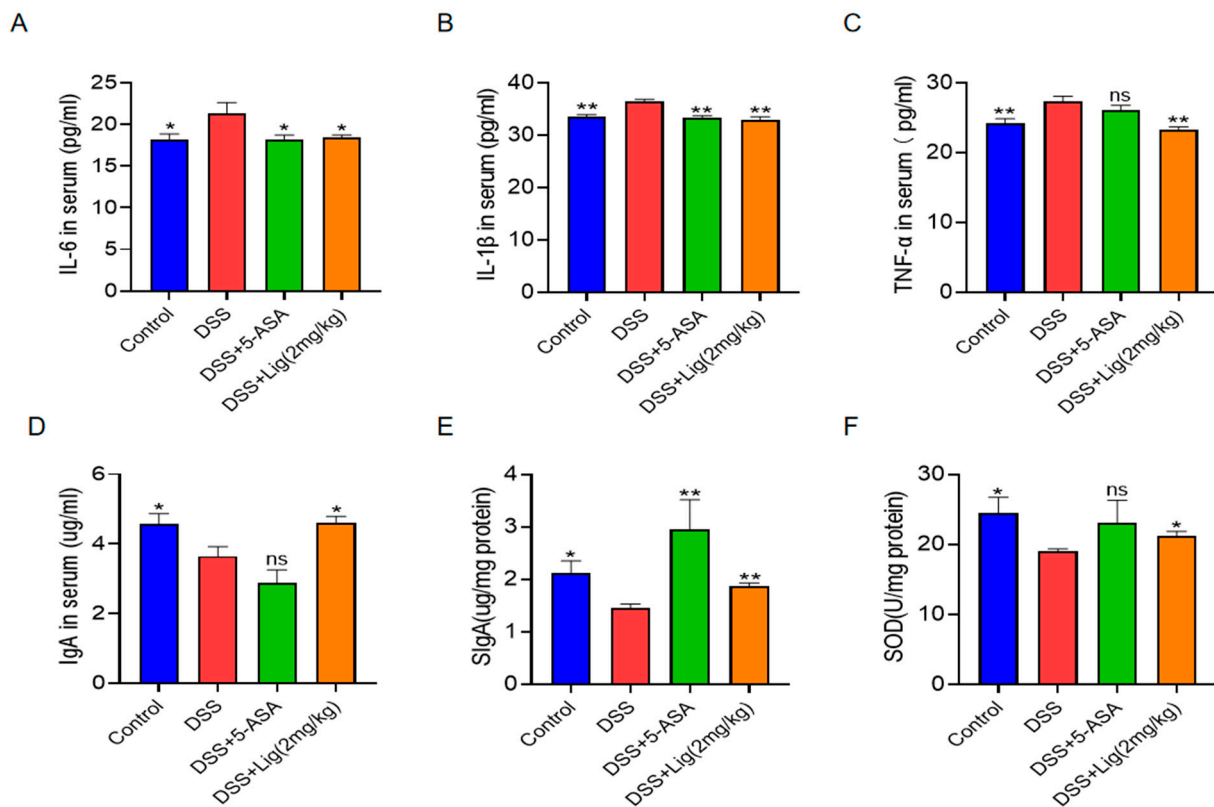 A
B
C
IL-6 in serum (pg/ml)
25
20
15
10
5
0
*
*
*
Control
DSS
DSS+5-ASA
DSS+Lig(2mg/kg)
IL-1β in serum (pg/ml)
40
30
20
10
0
**
**
**
Control
DSS
DSS+5-ASA
DSS+Lig(2mg/kg)
TNF-α in serum ( pg/ml)
30
20
10
0
**
ns
**
Control
DSS
DSS+5-ASA
DSS+Lig(2mg/kg)
D
E
F
IgA in serum (ug/ml)
6
4
2
0
*
ns
*
Control
DSS
DSS+5-ASA
DSS+Lig(2mg/kg)
SIgA(ug/mg protein)
4
3
2
1
0
*
**
**
Control
DSS
DSS+5-ASA
DSS+Lig(2mg/kg)
SOD(U/mg protein)
30
20
10
0
*
ns
*
Control
DSS
DSS+5-ASA
DSS+Lig(2mg/kg)